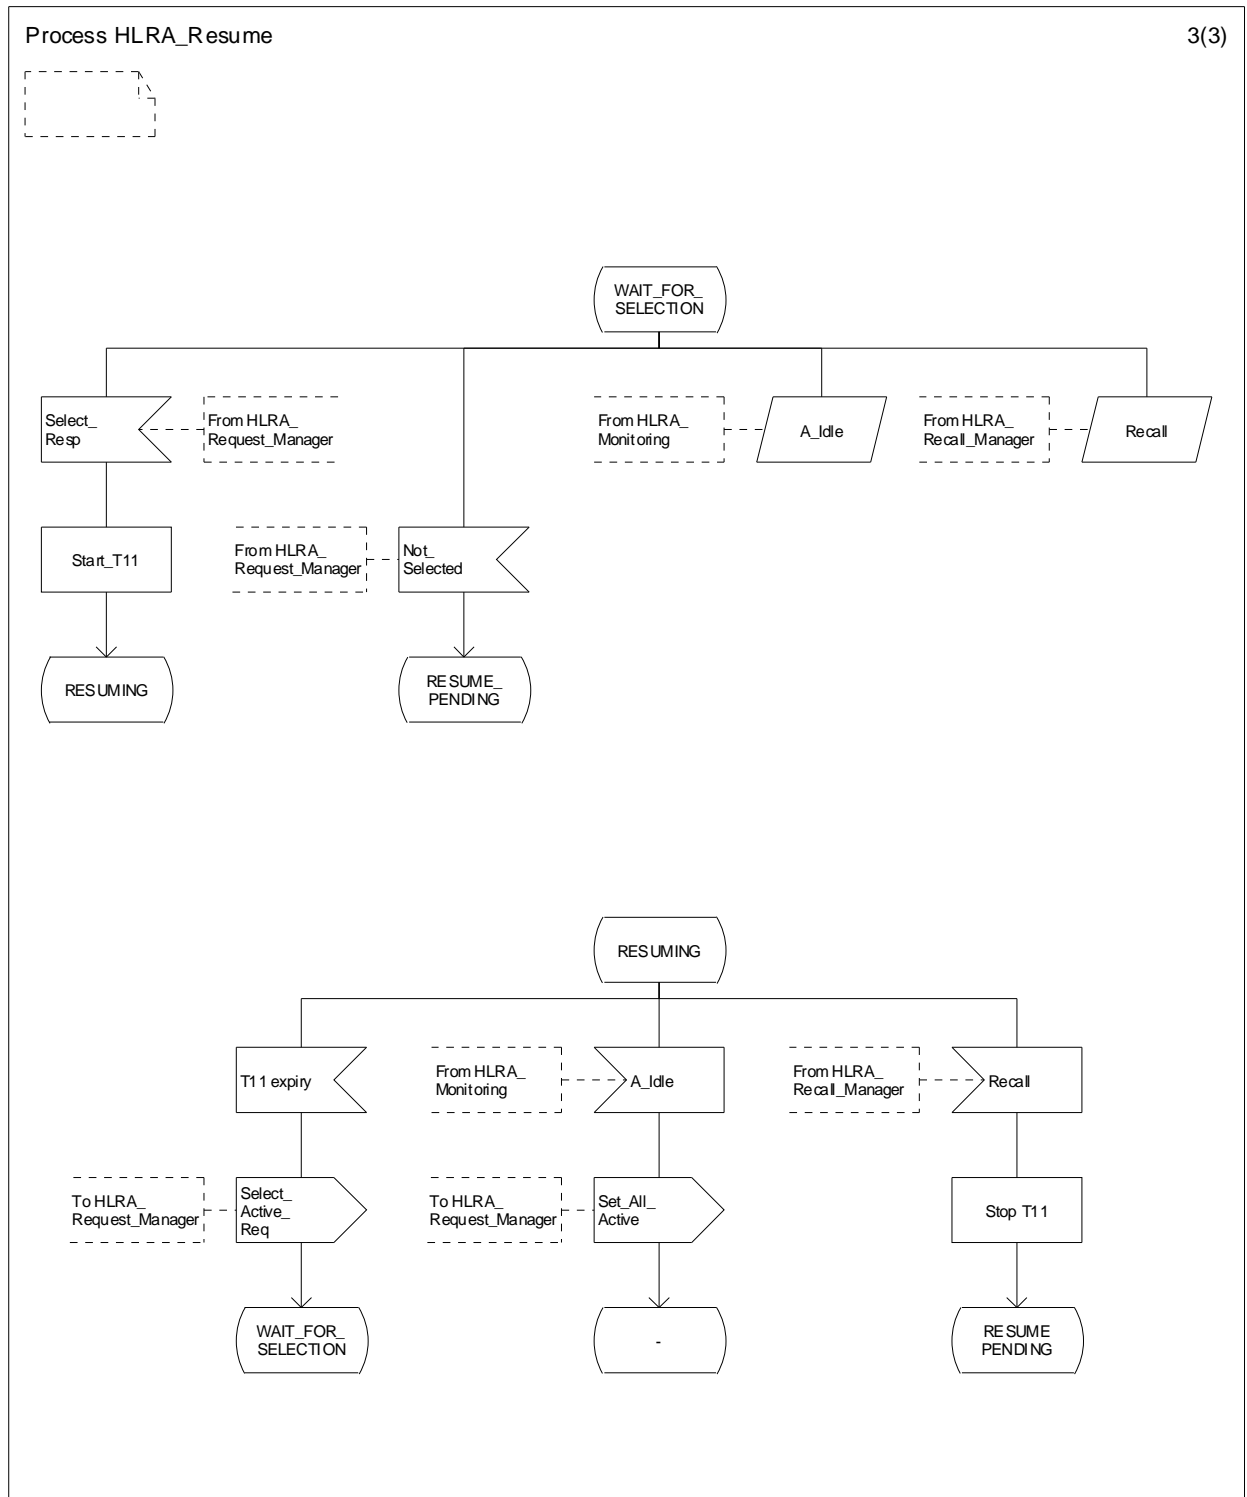 Process HLRA_Resume
3(3)
WAIT_FOR_
SELECTION
Select_
Resp
From HLRA_
Request_Manager
From HLRA_
Monitoring
A_Idle
From HLRA_
Recall_Manager
Recall
Start_T11
From HLRA_
Request_Manager
Not_
Selected
RESUMING
RESUME_
PENDING
RESUMING
T11 expiry
From HLRA_
Monitoring
A_Idle
From HLRA_
Recall_Manager
Recall
To HLRA_
Request_Manager
Select_
Active_
Req
To HLRA_
Request_Manager
Set_All_
Active
Stop T11
WAIT_FOR_
SELECTION
-
RESUME
PENDING